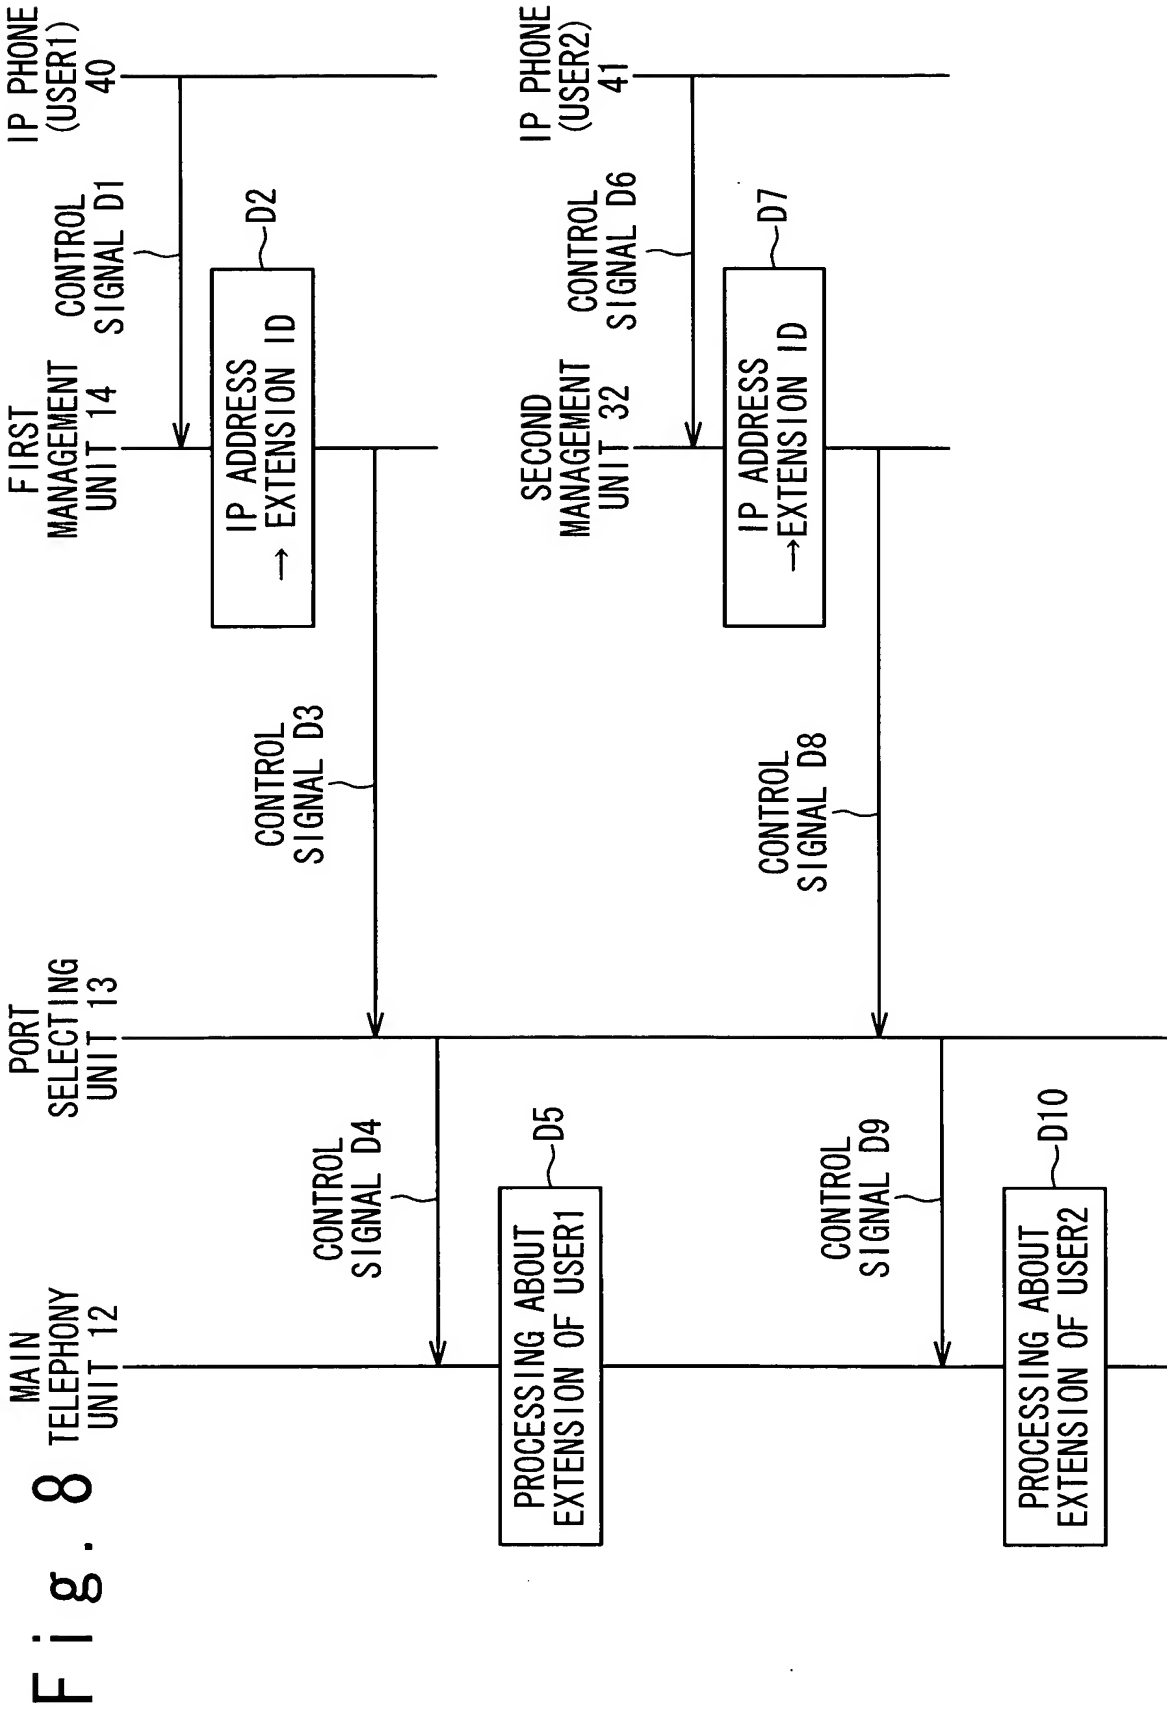 Fig. 8
MAIN
TELEPHONY
UNIT 12
PORT
SELECTING
UNIT 13
FIRST
MANAGEMENT
UNIT 14
IP PHONE
(USER1)
40
CONTROL
SIGNAL D1
IP ADDRESS
→ EXTENSION ID
D2
CONTROL
SIGNAL D3
CONTROL
SIGNAL D4
PROCESSING ABOUT
EXTENSION OF USER1
D5
SECOND
MANAGEMENT
UNIT 32
IP PHONE
(USER2)
41
CONTROL
SIGNAL D6
IP ADDRESS
→EXTENSION ID
D7
CONTROL
SIGNAL D8
CONTROL
SIGNAL D9
PROCESSING ABOUT
EXTENSION OF USER2
D10